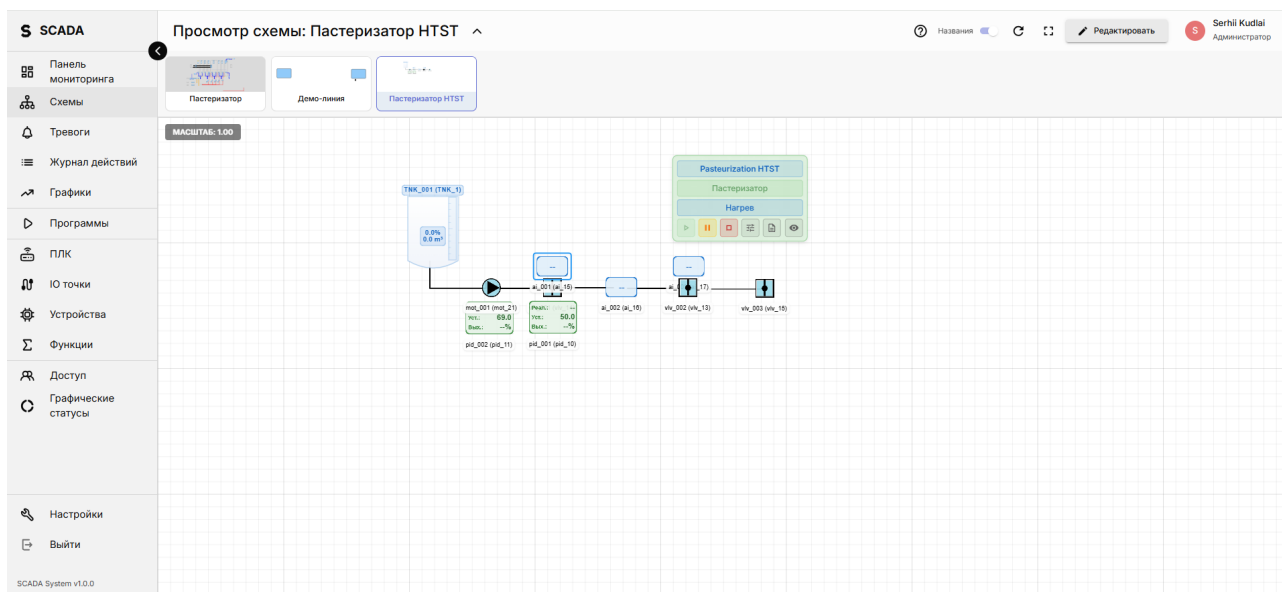 S SCADA
Просмотр схемы: Пастеризатор HTST
Названия
Редактировать
S
Serhii Kudlai
Администратор
Панель
мониторинга
Схемы
Тревоги
Журнал действий
Графики
Программы
ПЛК
IO точки
Устройства
Функции
Доступ
Графические
статусы
Настройки
Выйти
SCADA System v1.0.0
Пастеризатор
Демо-линия
Пастеризатор HTST
МАСШТАБ: 1.00
Pasteurization HTST
Пастеризатор
Нагрев
TNK_001 (TNK_1)
0.0%
0.0 m³
--
--
ai_001 (ai_15)
--
mot_001 (mot_21)
Уст.: 69.0
Вых.: --%
pid_002 (pid_11)
Реал.: --
Уст.: 50.0
Вых.: --%
pid_001 (pid_10)
ai_002 (ai_16)
vlv_002 (vlv_13)
vlv_003 (vlv_18)